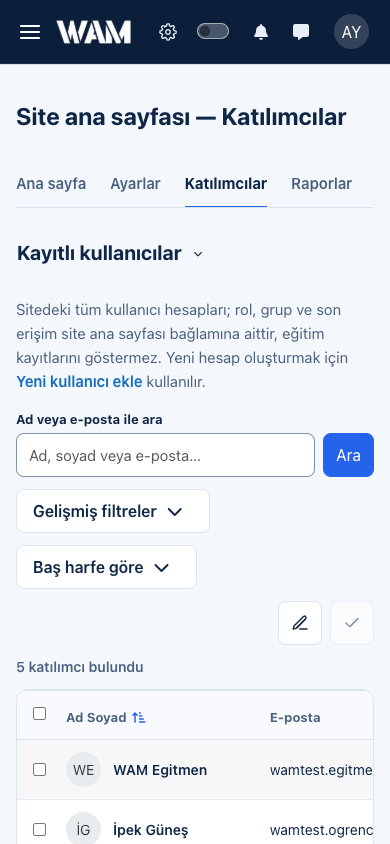 WAM
AY
Site ana sayfası — Katılımcılar
Ana sayfa Ayarlar Katılımcılar Raporlar
Kayıtlı kullanıcılar
Sitedeki tüm kullanıcı hesapları; rol, grup ve son
erişim site ana sayfası bağlamına aittir, eğitim
kayıtlarını göstermez. Yeni hesap oluşturmak için
Yeni kullanıcı ekle kullanılır.
Ad veya e-posta ile ara
Ad, soyad veya e-posta...
Ara
Gelişmiş filtreler
Baş harfe göre
5 katılımcı bulundu
Ad Soyad E-posta
WE WAM Egitmen wamtest.egitme
İG İpek Güneş wamtest.ogrenc